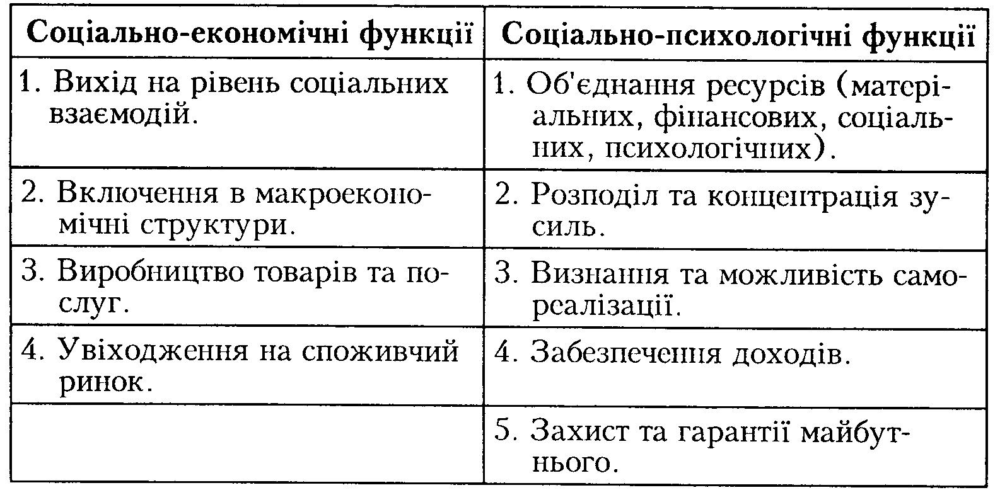 Соціально-економічні функції
Соціально-психологічні функції
1. Вихід на рівень соціальних
взаємодій.
1. Об'єднання ресурсів (матері-
альних, фінансових, соціаль-
них, психологічних).
2. Включення в макроеконо-
мічні структури.
2. Розподіл та концентрація зу-
силь.
3. Виробництво товарів та по-
слуг.
3. Визнання та можливість само-
реалізації.
4. Увіходження на споживчий
ринок.
4. Забезпечення доходів.
5. Захист та гарантії майбут-
нього.